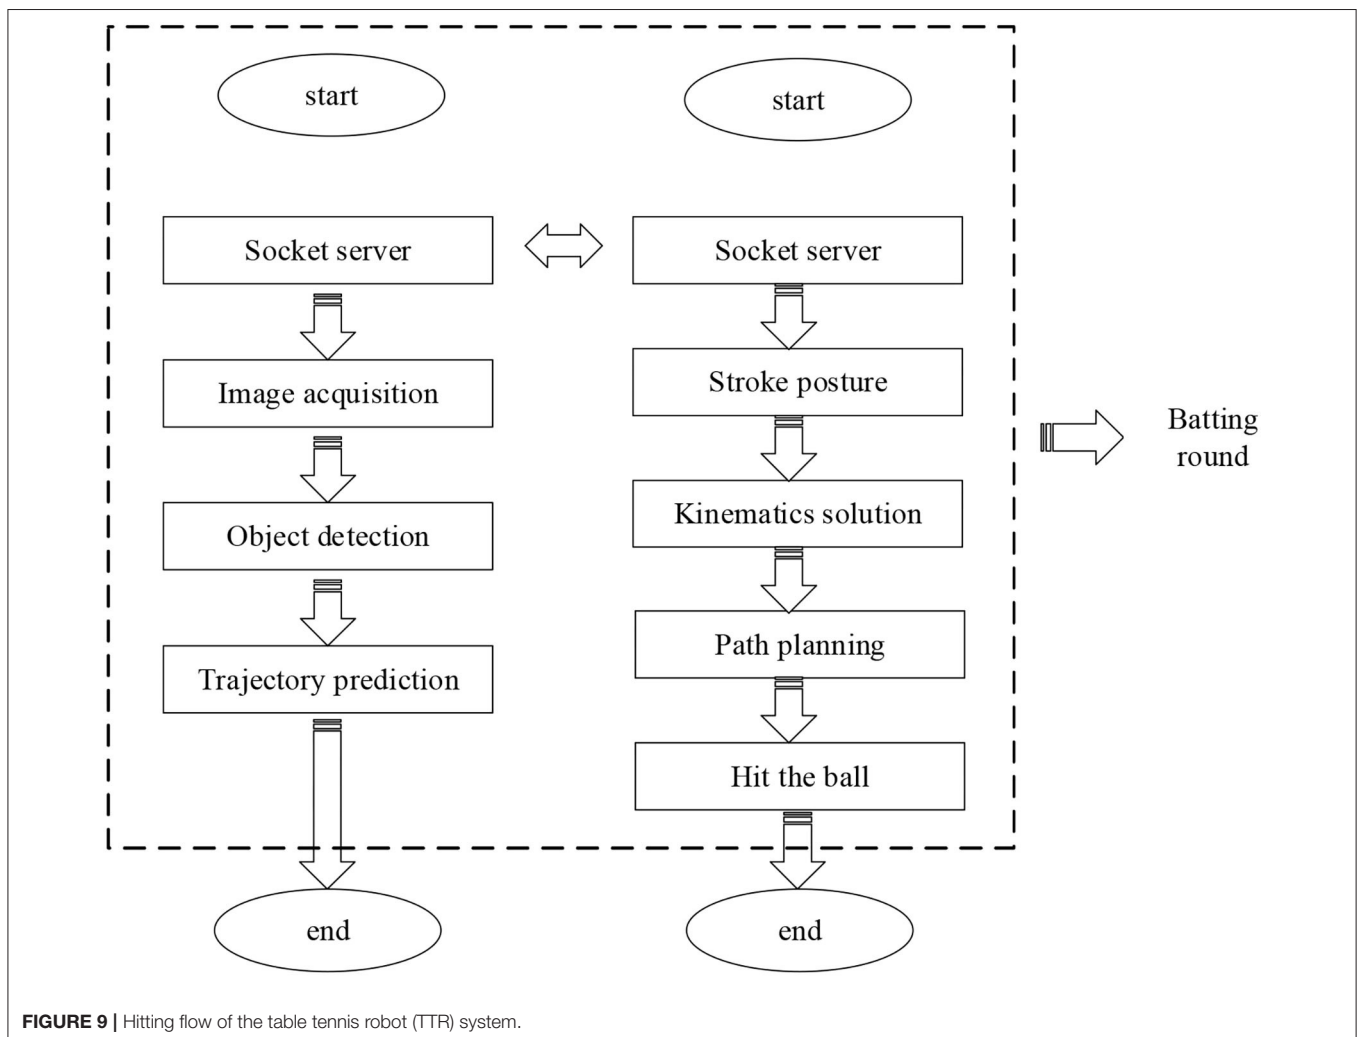 start
start
Socket server
Socket server
Image acquisition
Stroke posture
Object detection
Kinematics solution
Trajectory prediction
Path planning
Hit the ball
end
end
Batting
round
FIGURE 9 | Hitting flow of the table tennis robot (TTR) system.